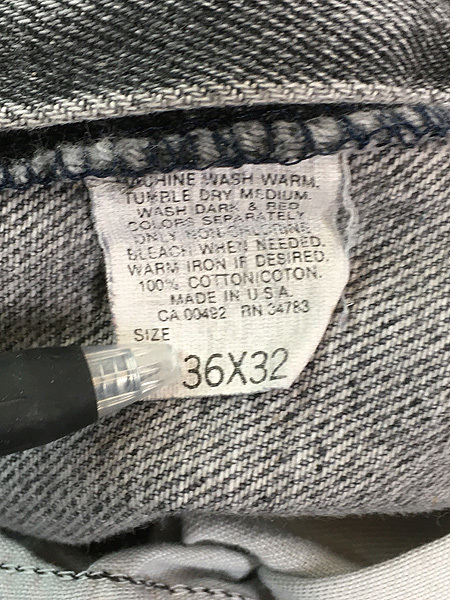 MACHINE WASH WARM.
TUMBLE DRY MEDIUM.
WASH DARK & RED
COLORS SEPARATELY
ONLY NON-CHLORINE
BLEACH WHEN NEEDED.
WARM IRON IF DESIRED.
100% COTTON/COTON.
MADE IN U.S.A.
CA 00492 RN 34783
SIZE
36X32